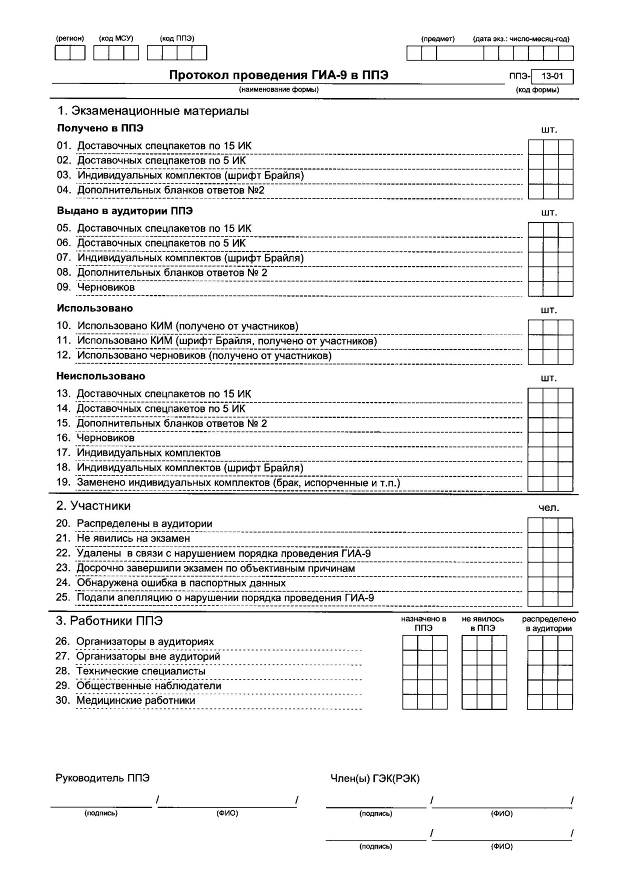 (регион) (код МСУ) (код ППЭ) (предмет) (дата экз.: число-месяц-год)
Протокол проведения ГИА-9 в ППЭ ППЭ- 13-01
(наименование формы) (код формы)
1. Экзаменационные материалы
Получено в ППЭ шт.
01. Доставочных спецпакетов по 15 ИК
02. Доставочных спецпакетов по 5 ИК
03. Индивидуальных комплектов (шрифт Брайля)
04. Дополнительных бланков ответов №2
Выдано в аудитории ППЭ шт.
05. Доставочных спецпакетов по 15 ИК
06. Доставочных спецпакетов по 5 ИК
07. Индивидуальных комплектов (шрифт Брайля)
08. Дополнительных бланков ответов № 2
09. Черновиков
Использовано шт.
10. Использовано КИМ (получено от участников)
11. Использовано КИМ (шрифт Брайля, получено от участников)
12. Использовано черновиков (получено от участников)
Неиспользовано шт.
13. Доставочных спецпакетов по 15 ИК
14. Доставочных спецпакетов по 5 ИК
15. Дополнительных бланков ответов № 2
16. Черновиков
17. Индивидуальных комплектов
18. Индивидуальных комплектов (шрифт Брайля)
19. Заменено индивидуальных комплектов (брак, испорченные и т.п.)
2. Участники чел.
20. Распределены в аудитории
21. Не явились на экзамен
22. Удалены в связи с нарушением порядка проведения ГИА-9
23. Досрочно завершили экзамен по объективным причинам
24. Обнаружена ошибка в паспортных данных
25. Подали апелляцию о нарушении порядка проведения ГИА-9
3. Работники ППЭ назначено в ППЭ не явилось в ППЭ распределено в аудитории
26. Организаторы в аудиториях
27. Организаторы вне аудиторий
28. Технические специалисты
29. Общественные наблюдатели
30. Медицинские работники
Руководитель ППЭ Член(ы) ГЭК(РЭК)
/ / / /
(подпись) (ФИО) (подпись) (ФИО)
/ /
(подпись) (ФИО)